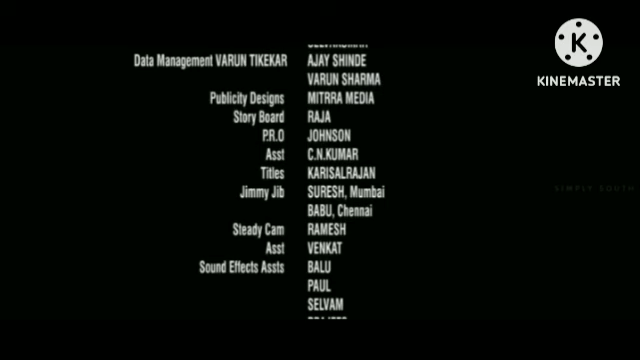 Data Management VARUN TIKEKAR AJAY SHINDE
VARUN SHARMA
Publicity Designs MITRRA MEDIA
Story Board RAJA
P.R.O JOHNSON
Asst C.N.KUMAR
Titles KARISALRAJAN
Jimmy Jib SURESH, Mumbai
BABU, Chennai
Steady Cam RAMESH
Asst VENKAT
Sound Effects Assts BALU
PAUL
SELVAM
K
KINEMASTER
SIMPLY SOUTH